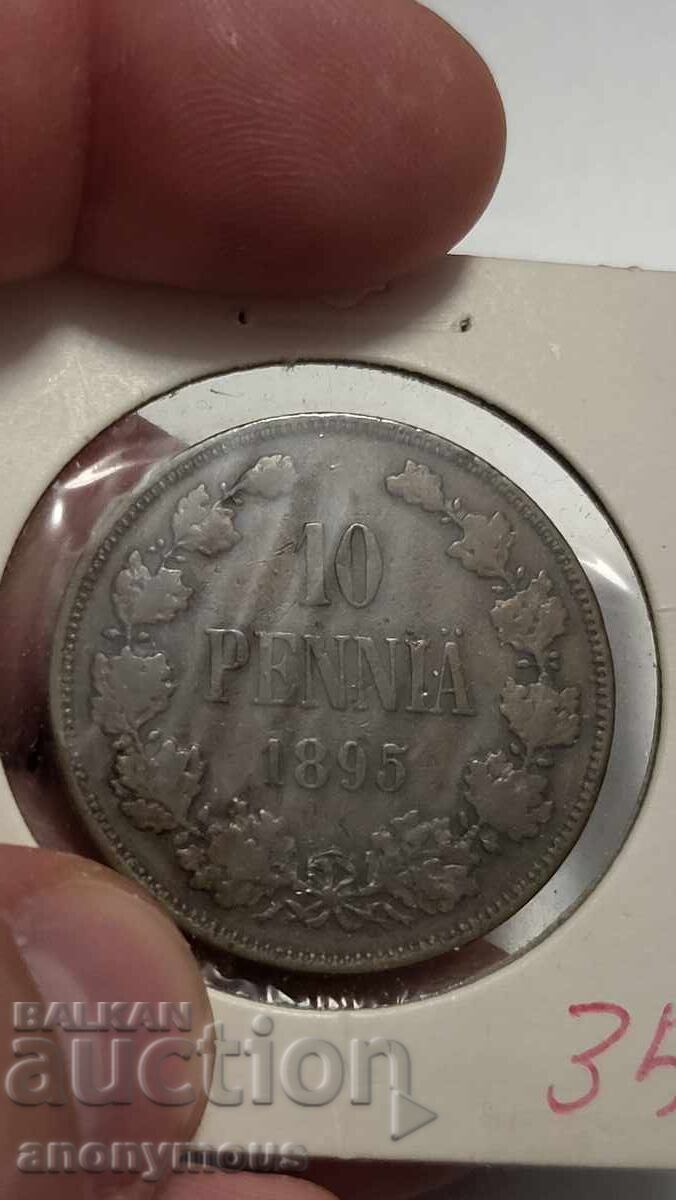 10
PENNIÄ
1895
35
BALKAN
auction
anonymous